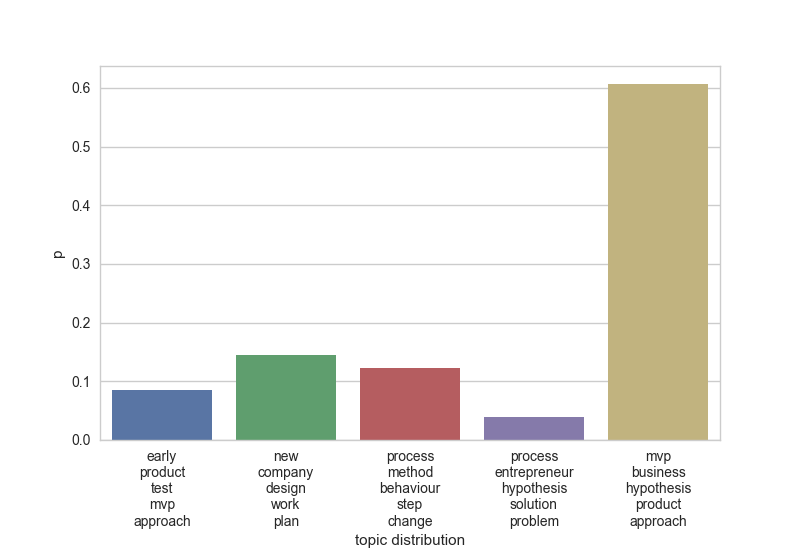 0.6
0.5
0.4
0.3
0.2
0.1
0.0
p
early
product
test
mvp
approach
new
company
design
work
plan
process
method
behaviour
step
change
process
entrepreneur
hypothesis
solution
problem
mvp
business
hypothesis
product
approach
topic distribution